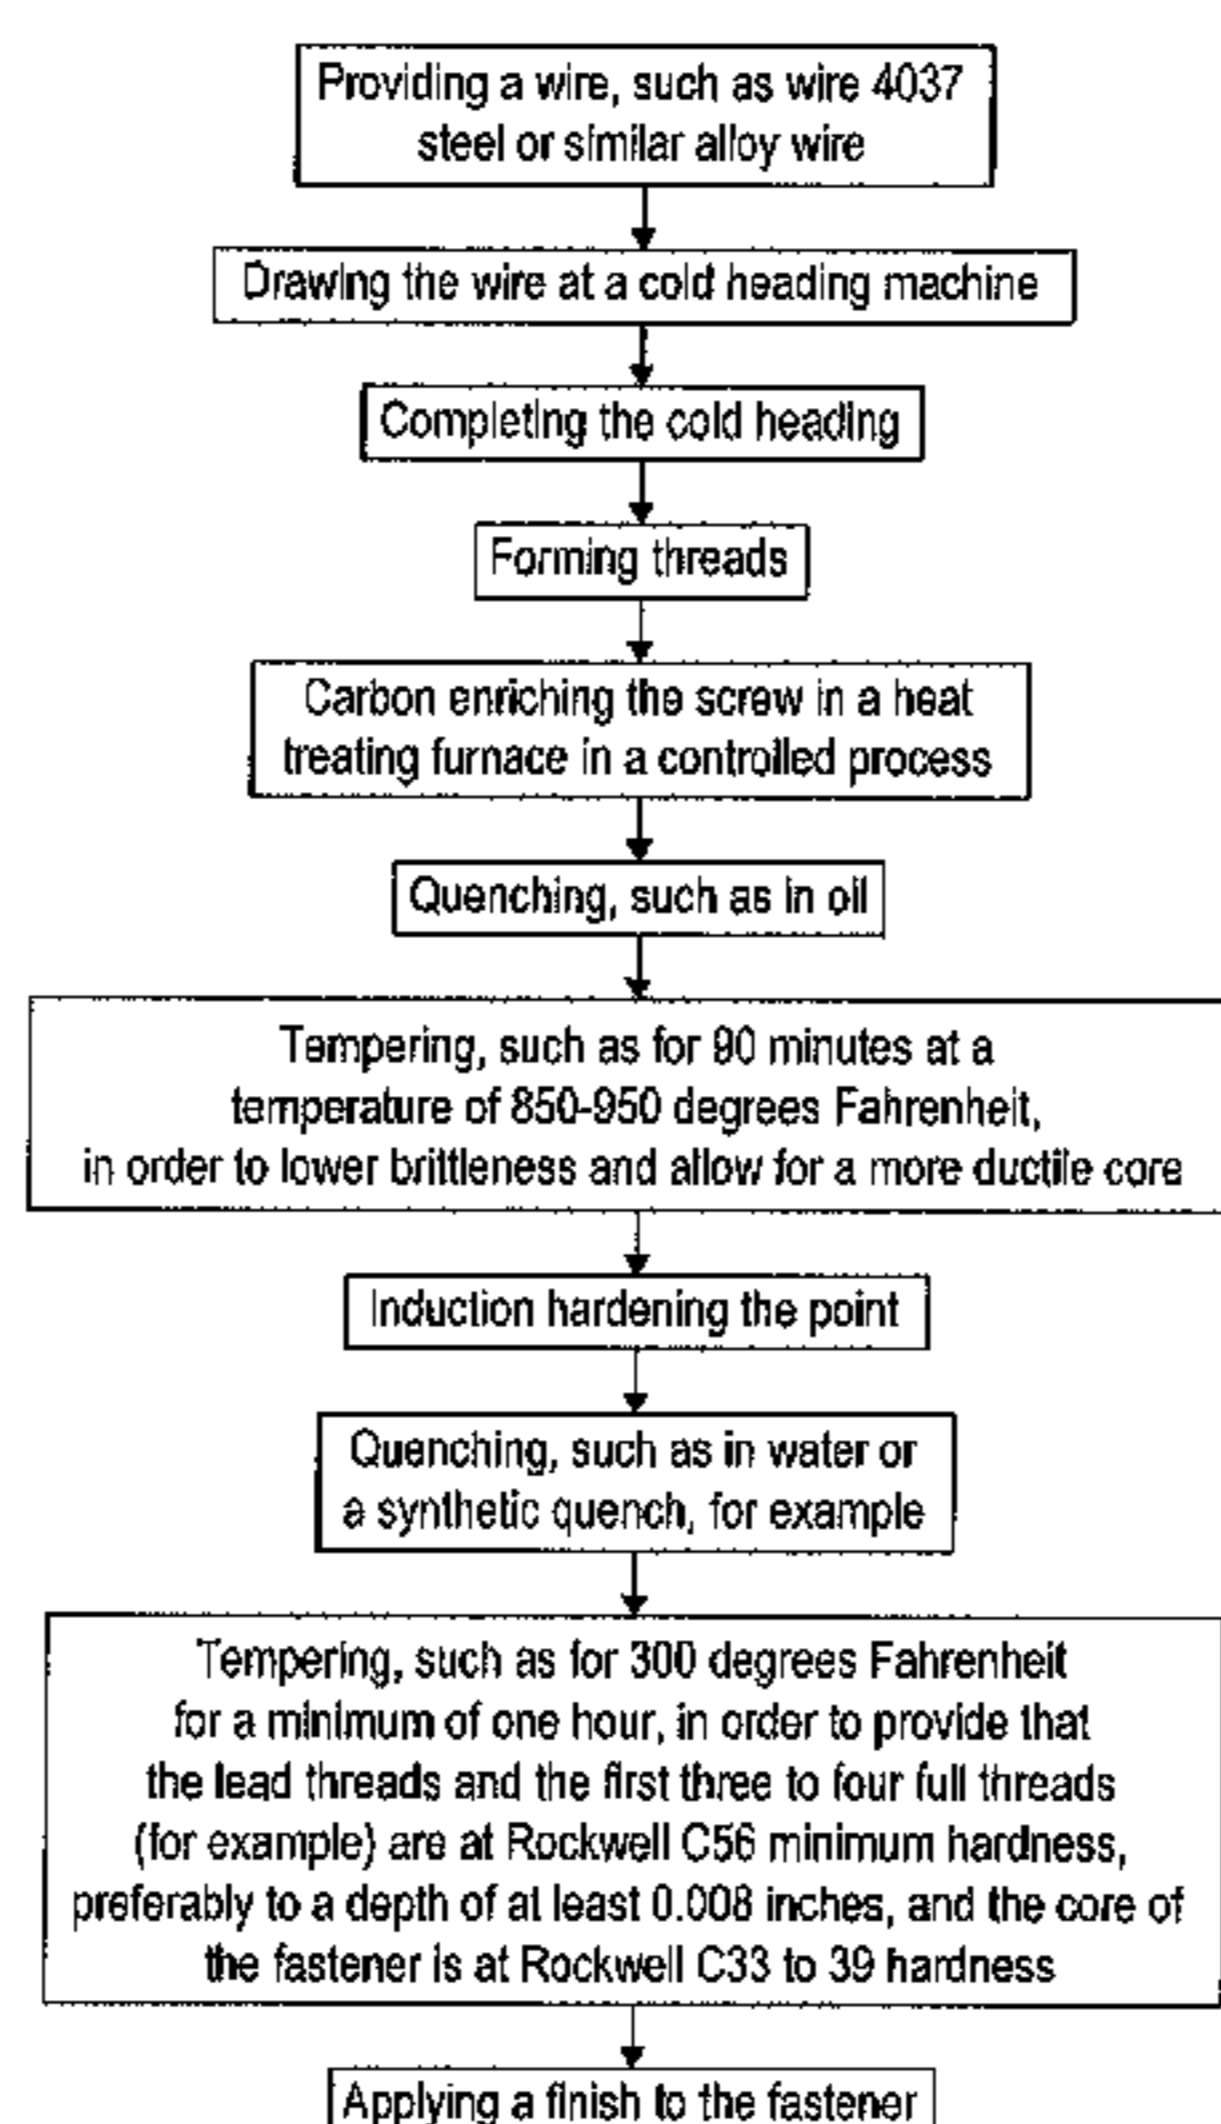 Providing a wire, such as wire 4037
steel or similar alloy wire
Drawing the wire at a cold heading machine
Completing the cold heading
Forming threads
Carbon enriching the screw in a heat
treating furnace in a controlled process
Quenching, such as in oil
Tempering, such as for 90 minutes at a
temperature of 850-950 degrees Fahrenheit,
in order to lower brittleness and allow for a more ductile core
Induction hardening the point
Quenching, such as in water or
a synthetic quench, for example
Tempering, such as for 300 degrees Fahrenheit
for a minimum of one hour, in order to provide that
the lead threads and the first three to four full threads
(for example) are at Rockwell C56 minimum hardness,
preferably to a depth of at least 0.008 inches, and the core of
the fastener is at Rockwell C33 to 39 hardness
Applying a finish to the fastener